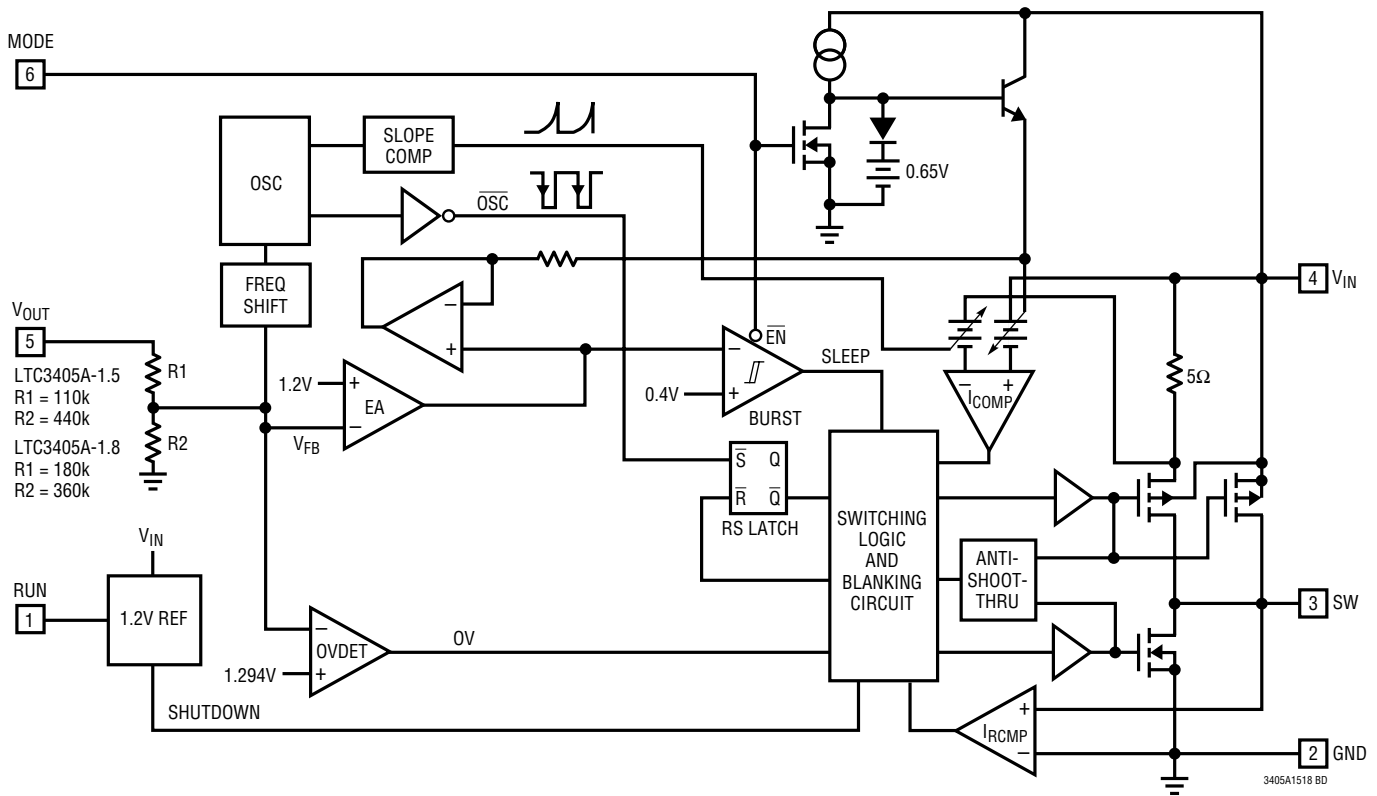 MODE
6
OSC
SLOPE
COMP
OSC
FREQ
SHIFT
0.65V
4
VIN
VOUT
5
LTC3405A-1.5
R1 = 110k
R2 = 440k
LTC3405A-1.8
R1 = 180k
R2 = 360k
R1
R2
1.2V
+
–
EA
VFB
–
+
–
+
EN
0.4V
BURST
SLEEP
–
+
ICOMP
5Ω
S Q
R Q
RS LATCH
SWITCHING
LOGIC
AND
BLANKING
CIRCUIT
ANTI-
SHOOT-
THRU
VIN
RUN
1
1.2V REF
–
+
OVDET
1.294V
OV
SHUTDOWN
3
SW
+
–
IRCMP
2
GND
3405A1518 BD